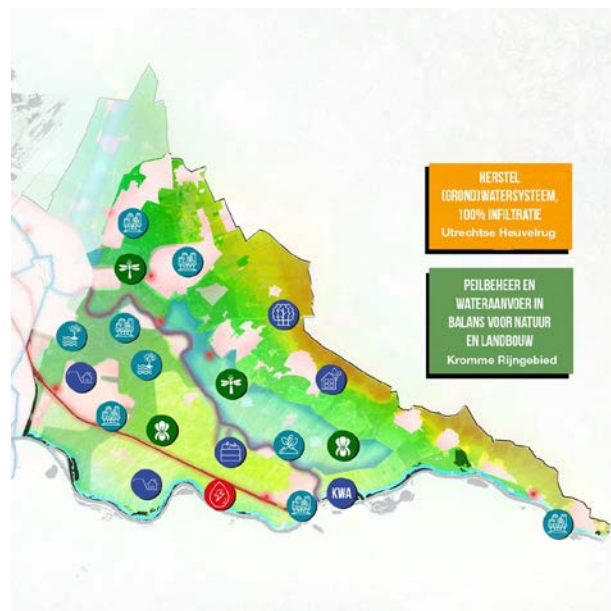 HERSTEL
(GROND)WATERSYSTEEM,
100% INFILTRATIE
Utrechtse Heuvelrug
PEILBEHEER EN
WATERAANVOER IN
BALANS VOOR NATUUR
EN LANDBOUW
Kromme Rijngebied
KWA